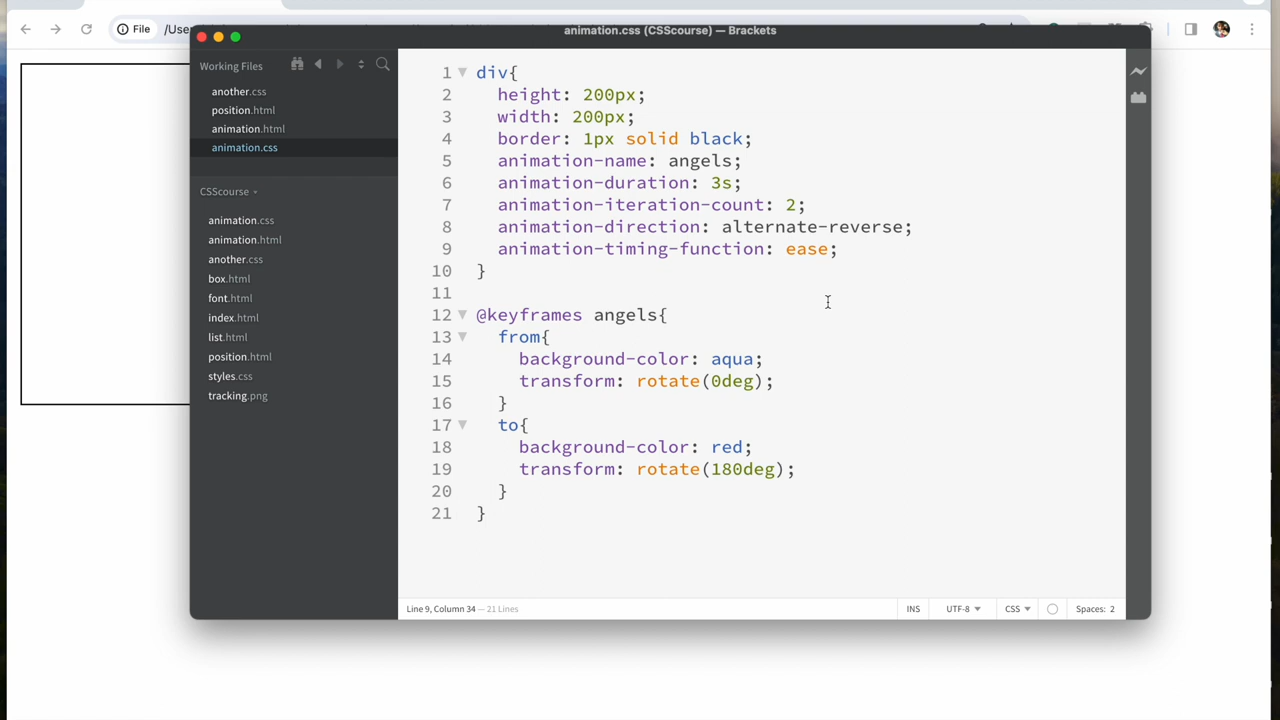 File /User
animation.css (CSScourse) — Brackets
Working Files
another.css
position.html
animation.html
animation.css
CSScourse
animation.css
animation.html
another.css
box.html
font.html
index.html
list.html
position.html
styles.css
tracking.png
1 div{
2 height: 200px;
3 width: 200px;
4 border: 1px solid black;
5 animation-name: angels;
6 animation-duration: 3s;
7 animation-iteration-count: 2;
8 animation-direction: alternate-reverse;
9 animation-timing-function: ease;
10 }
11
12 @keyframes angels{
13 from{
14 background-color: aqua;
15 transform: rotate(0deg);
16 }
17 to{
18 background-color: red;
19 transform: rotate(180deg);
20 }
21 }
Line 9, Column 34 — 21 Lines
INS UTF-8 CSS Spaces: 2